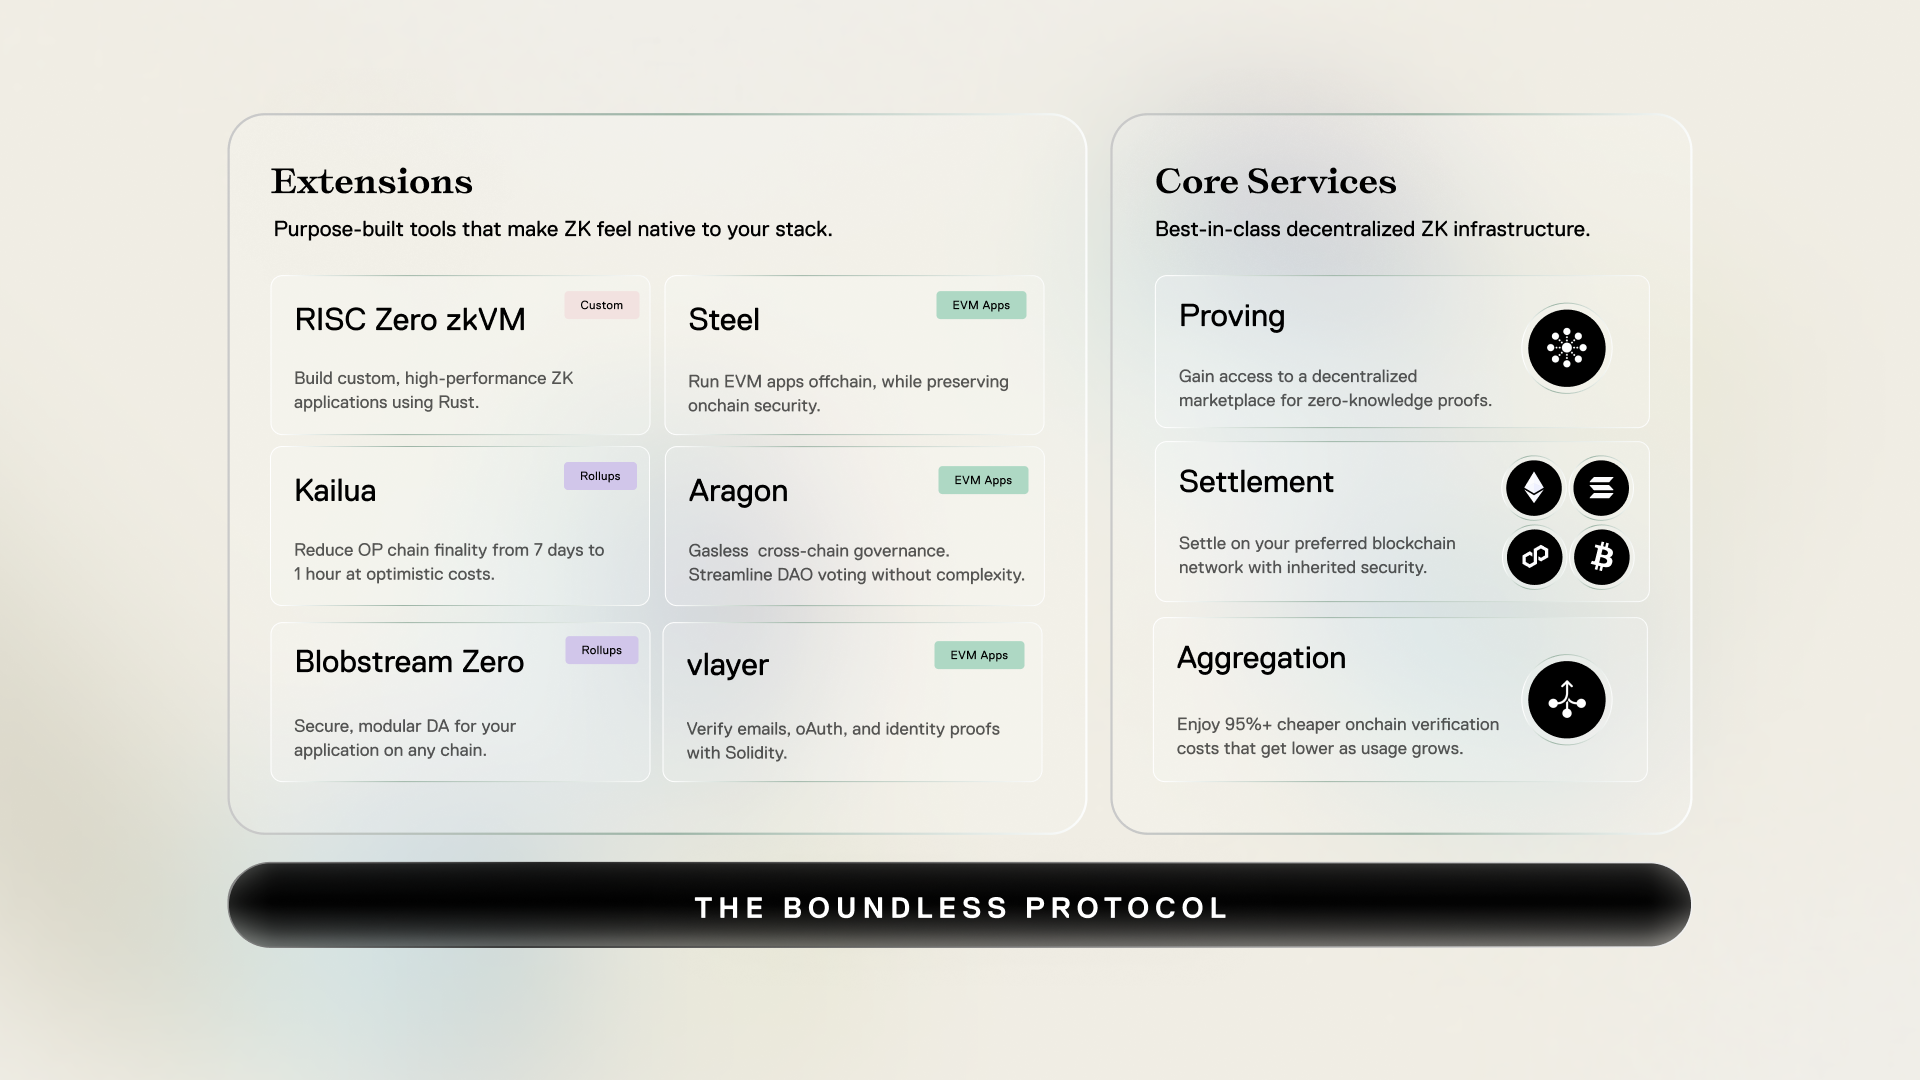 Extensions
Purpose-built tools that make ZK feel native to your stack.
RISC Zero zkVM
Custom
Build custom, high-performance ZK
applications using Rust.
Steel
EVM Apps
Run EVM apps offchain, while preserving
onchain security.
Kailua
Rollups
Reduce OP chain finality from 7 days to
1 hour at optimistic costs.
Aragon
EVM Apps
Gasless  cross-chain governance.
Streamline DAO voting without complexity.
Blobstream Zero
Rollups
Secure, modular DA for your
application on any chain.
vlayer
EVM Apps
Verify emails, oAuth, and identity proofs
with Solidity.
Core Services
Best-in-class decentralized ZK infrastructure.
Proving
Gain access to a decentralized
marketplace for zero-knowledge proofs.
Settlement
Settle on your preferred blockchain
network with inherited security.
Aggregation
Enjoy 95%+ cheaper onchain verification
costs that get lower as usage grows.
THE BOUNDLESS PROTOCOL